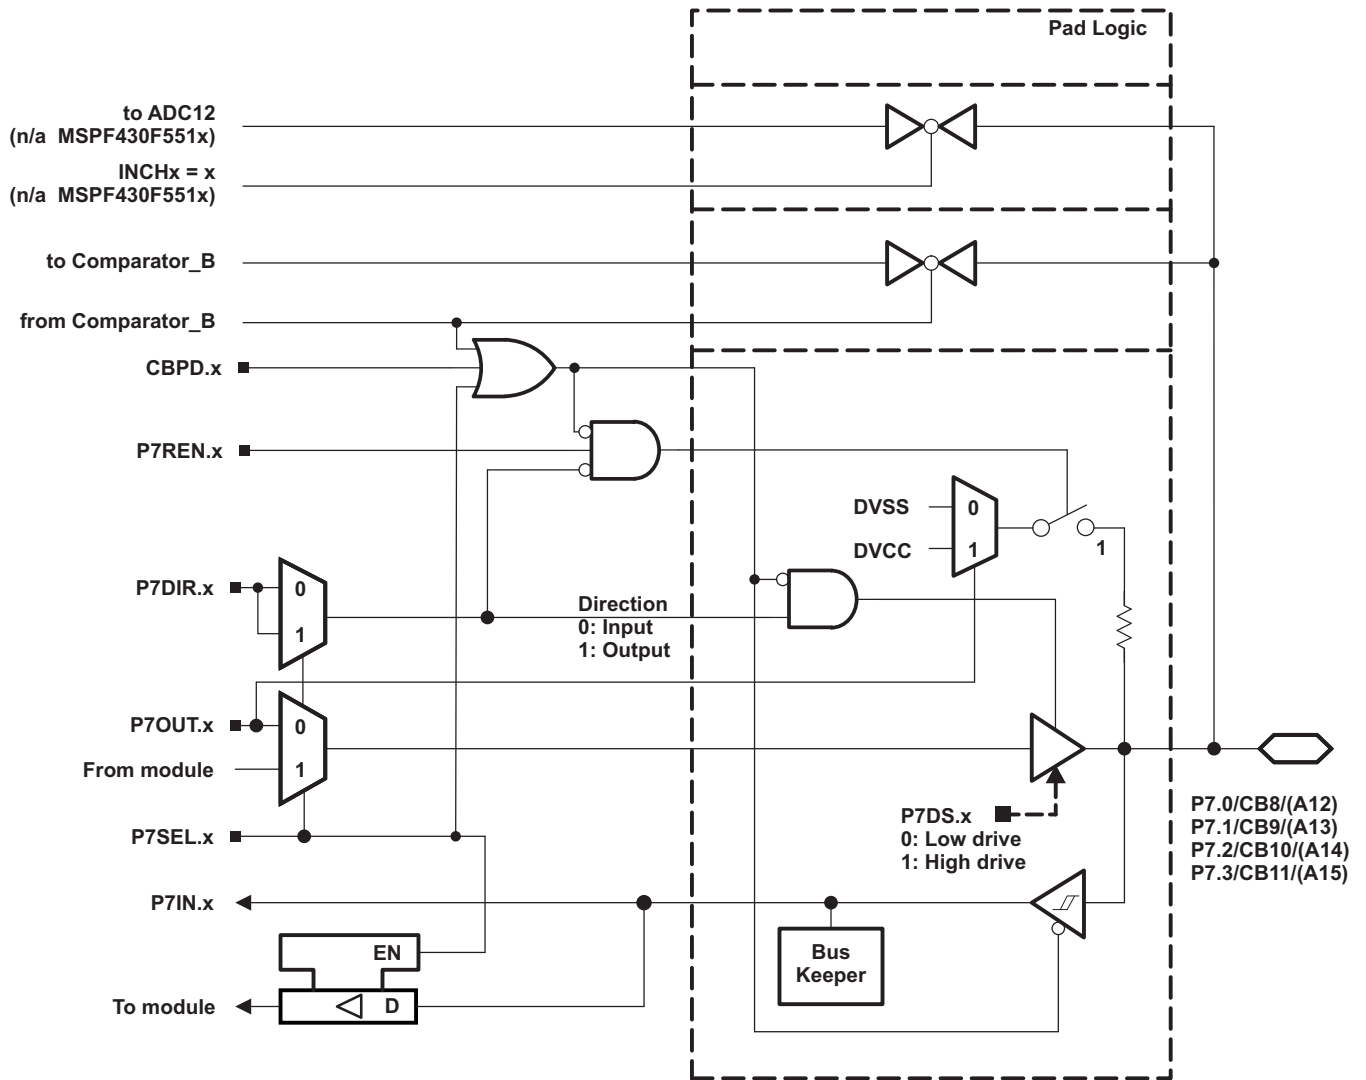 Pad Logic
to ADC12
(n/a MSPF430F551x)
INCHx = x
(n/a MSPF430F551x)
to Comparator_B
from Comparator_B
CBPD.x
P7REN.x
DVSS
0
DVCC
1
1
P7DIR.x
0
1
Direction
0: Input
1: Output
P7OUT.x
0
From module
1
P7SEL.x
P7DS.x
0: Low drive
1: High drive
P7.0/CB8/(A12)
P7.1/CB9/(A13)
P7.2/CB10/(A14)
P7.3/CB11/(A15)
P7IN.x
EN
Bus
Keeper
To module
D